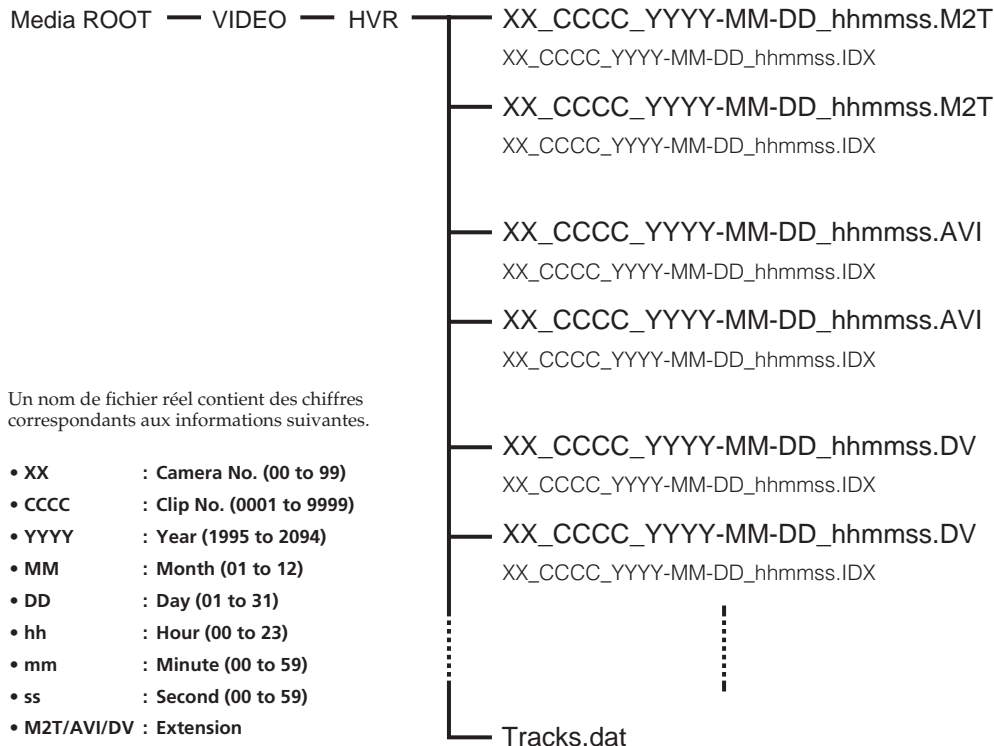 Media ROOT VIDEO HVR XX_CCCC_YYYY-MM-DD_hhmmss.M2T
XX_CCCC_YYYY-MM-DD_hhmmss.IDX
XX_CCCC_YYYY-MM-DD_hhmmss.M2T
XX_CCCC_YYYY-MM-DD_hhmmss.IDX
XX_CCCC_YYYY-MM-DD_hhmmss.AVI
XX_CCCC_YYYY-MM-DD_hhmmss.IDX
XX_CCCC_YYYY-MM-DD_hhmmss.AVI
XX_CCCC_YYYY-MM-DD_hhmmss.IDX
XX_CCCC_YYYY-MM-DD_hhmmss.DV
XX_CCCC_YYYY-MM-DD_hhmmss.IDX
XX_CCCC_YYYY-MM-DD_hhmmss.DV
XX_CCCC_YYYY-MM-DD_hhmmss.IDX
Tracks.dat
Un nom de fichier réel contient des chiffres
correspondants aux informations suivantes.
• XX : Camera No. (00 to 99)
• CCCC : Clip No. (0001 to 9999)
• YYYY : Year (1995 to 2094)
• MM : Month (01 to 12)
• DD : Day (01 to 31)
• hh : Hour (00 to 23)
• mm : Minute (00 to 59)
• ss : Second (00 to 59)
• M2T/AVI/DV : Extension